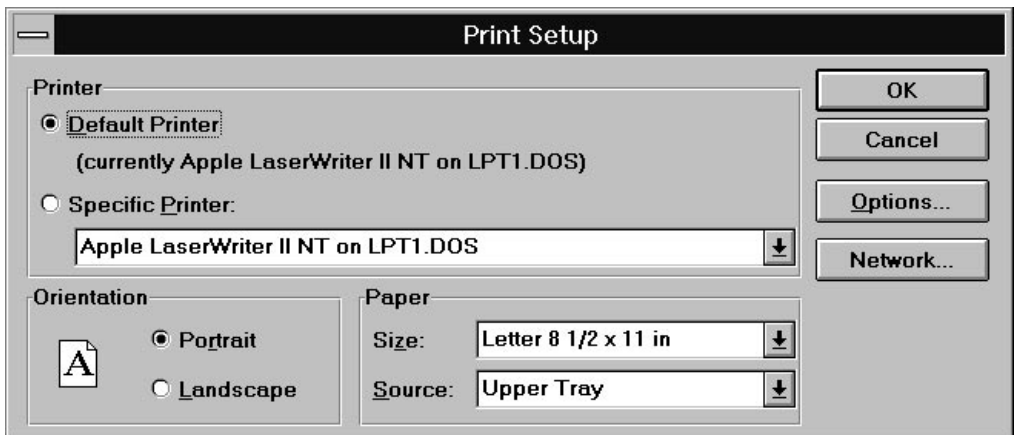 Print Setup
Printer
OK
Default Printer
(currently Apple LaserWriter II NT on LPT1.DOS)
Cancel
Specific Printer:
Options...
Apple LaserWriter II NT on LPT1.DOS
Network...
Orientation
Paper
A
Portrait
Size:
Letter 8 1/2 x 11 in
Landscape
Source:
Upper Tray